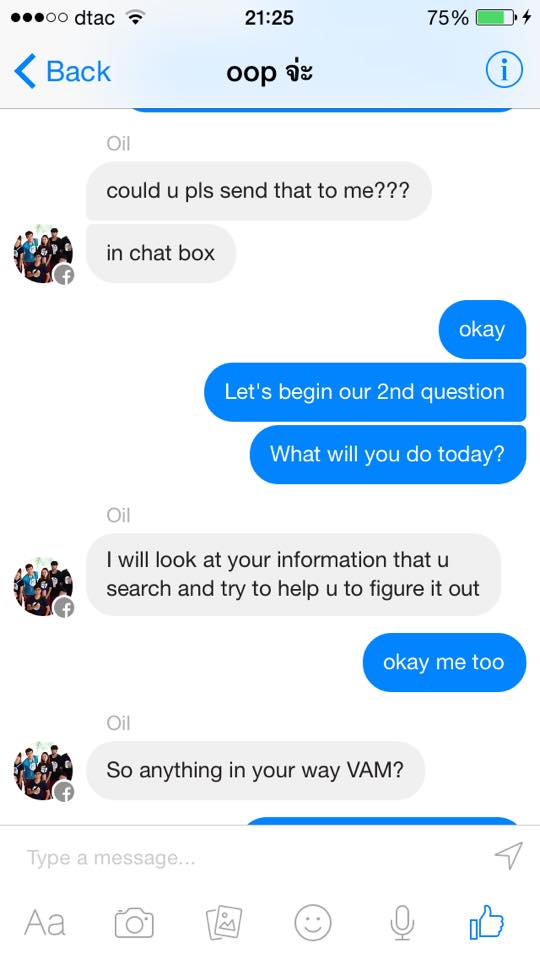 dtac 21:25 75%
Back oop จ่ะ i
Oil
could u pls send that to me???
in chat box
okay
Let's begin our 2nd question
What will you do today?
Oil
I will look at your information that u
search and try to help u to figure it out
okay me too
Oil
So anything in your way VAM?
Type a message...
Aa